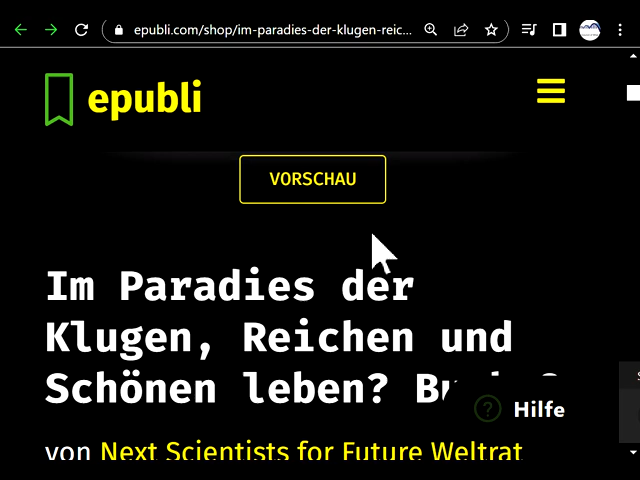 epubli.com/shop/im-paradies-der-klugen-reic...
epubli
VORSCHAU
Im Paradies der
Klugen, Reichen und
Schönen leben?
Hilfe
von Next Scientists for Future Weltrat